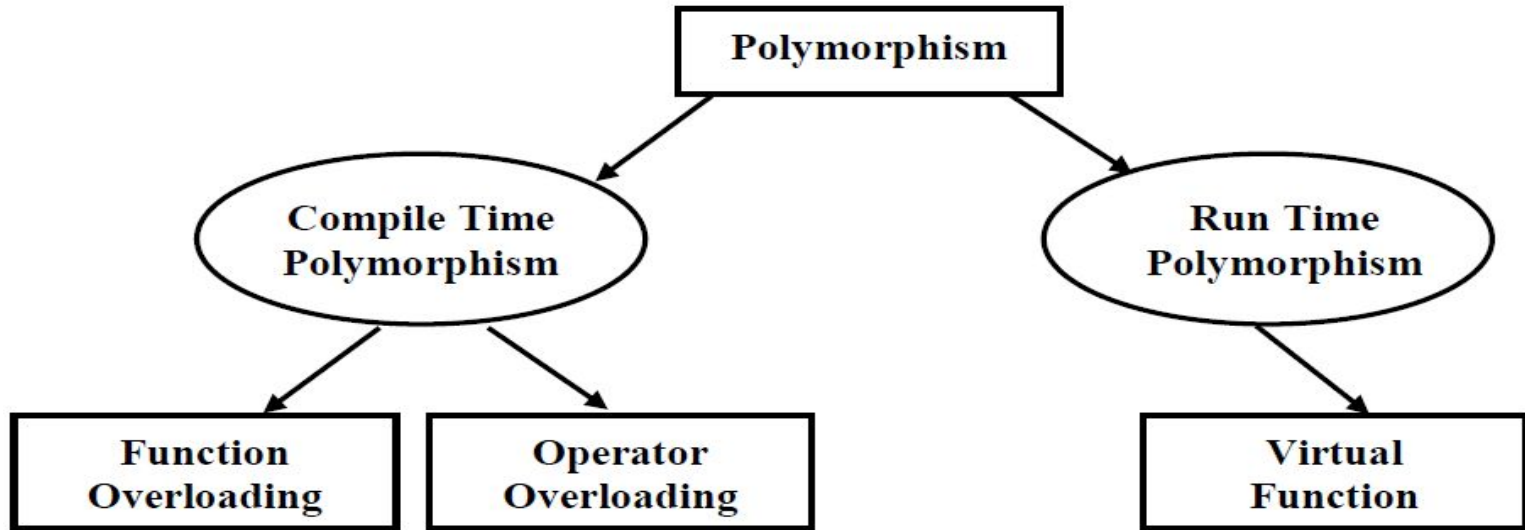 Polymorphism
Compile Time
Polymorphism
Run Time
Polymorphism
Function
Overloading
Operator
Overloading
Virtual
Function